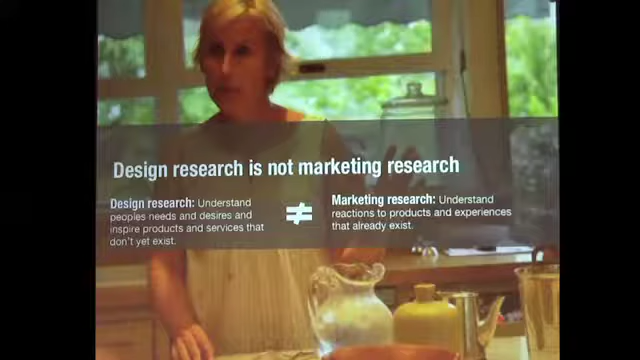 Design research is not marketing research
Design research: Understand
peoples needs and desires and
inspire products and services that
don't yet exist.
≠
Marketing research: Understand
reactions to products and experiences
that already exist.